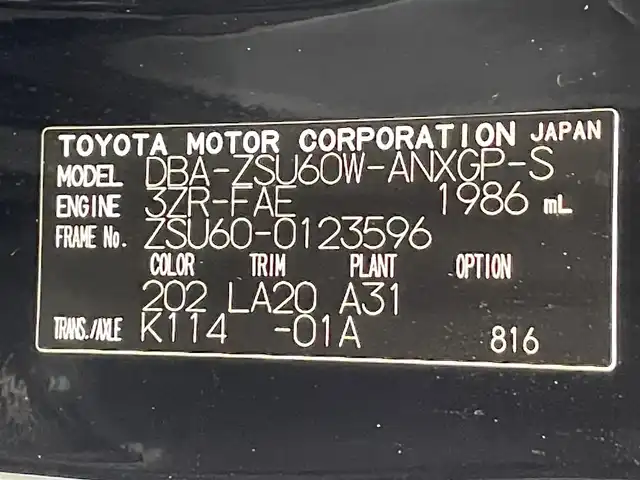 TOYOTA MOTOR CORPORATION JAPAN
MODEL DBA-ZSU60W-ANXGP-S
ENGINE 3ZR-FAE 1986 mL
FRAME No. ZSU60-0123596
COLOR TRIM PLANT OPTION
202 LA20 A31
TRANS./AXLE K114 -01A 816